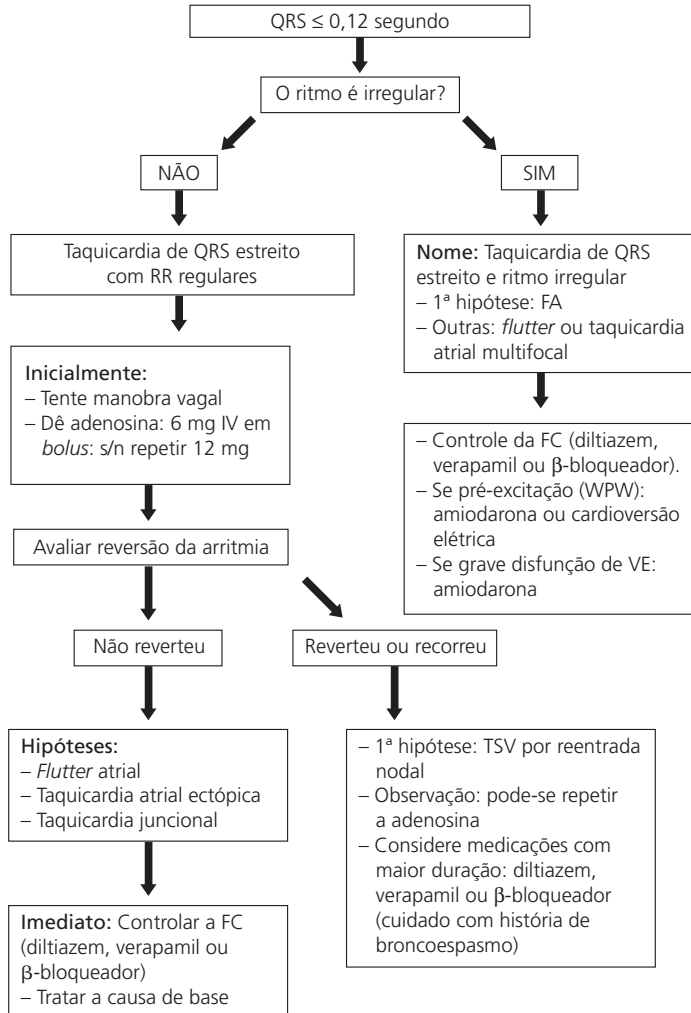 QRS ≤ 0,12 segundo
O ritmo é irregular?
NÃO
SIM
Taquicardia de QRS estreito
com RR regulares
Nome: Taquicardia de QRS
estreito e ritmo irregular
– 1ª hipótese: FA
– Outras: flutter ou taquicardia
atrial multifocal
Inicialmente:
– Tente manobra vagal
– Dê adenosina: 6 mg IV em
bolus: s/n repetir 12 mg
– Controle da FC (diltiazem,
verapamil ou β-bloqueador).
– Se pré-excitação (WPW):
amiodarona ou cardioversão
elétrica
– Se grave disfunção de VE:
amiodarona
Avaliar reversão da arritmia
Não reverteu
Reverteu ou recorreu
Hipóteses:
– Flutter atrial
– Taquicardia atrial ectópica
– Taquicardia juncional
– 1ª hipótese: TSV por reentrada
nodal
– Observação: pode-se repetir
a adenosina
– Considere medicações com
maior duração: diltiazem,
verapamil ou β-bloqueador
(cuidado com história de
broncoespasmo)
Imediato: Controlar a FC
(diltiazem, verapamil ou
β-bloqueador)
– Tratar a causa de base